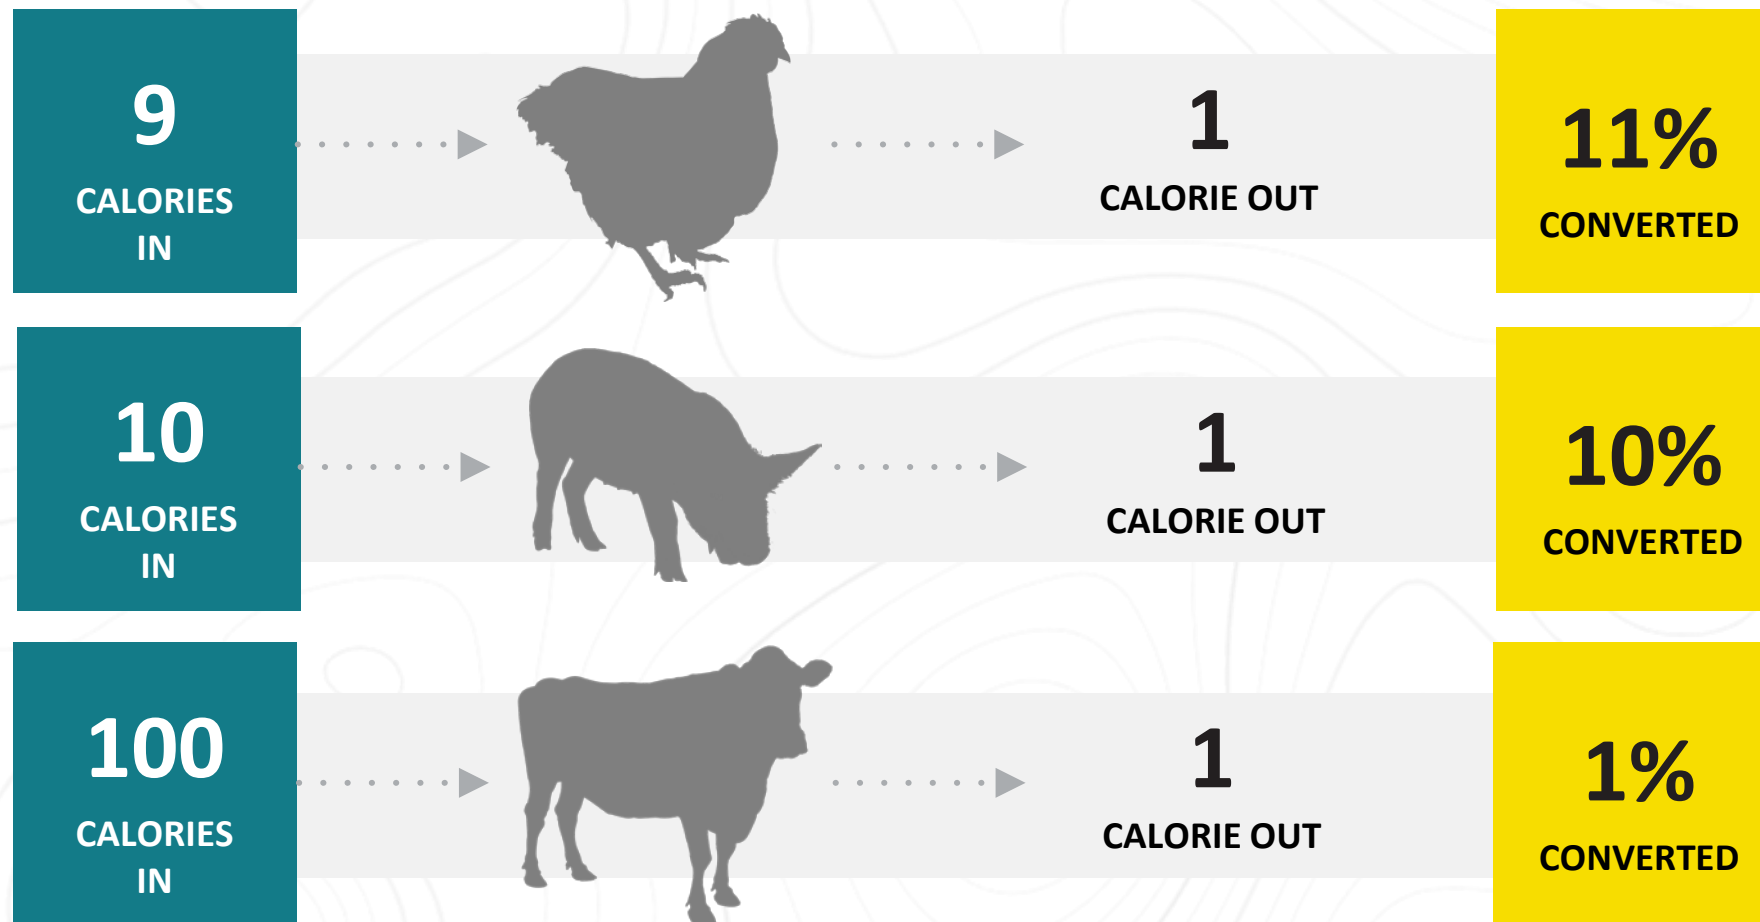 9
CALORIES
IN
1
CALORIE OUT
11%
CONVERTED
10
CALORIES
IN
1
CALORIE OUT
10%
CONVERTED
100
CALORIES
IN
1
CALORIE OUT
1%
CONVERTED